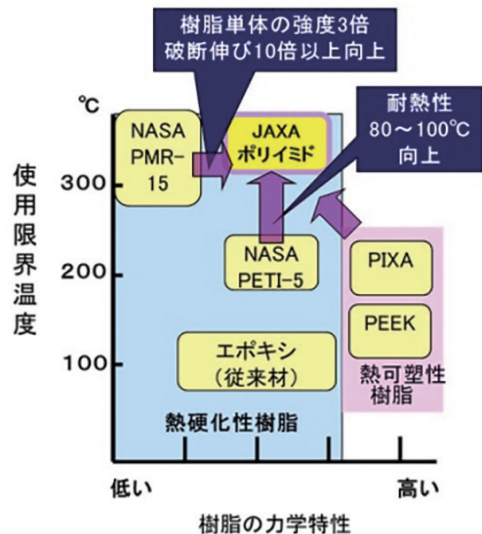 樹脂単体の強度3倍
破断伸び10倍以上向上
耐熱性
80～100℃
向上
℃
300
200
100
使用限界温度
NASA
PMR-
15
JAXA
ポリイミド
NASA
PETI-5
PIXA
PEEK
エポキシ
(従来材)
熱可塑性
樹脂
熱硬化性樹脂
低い
高い
樹脂の力学特性